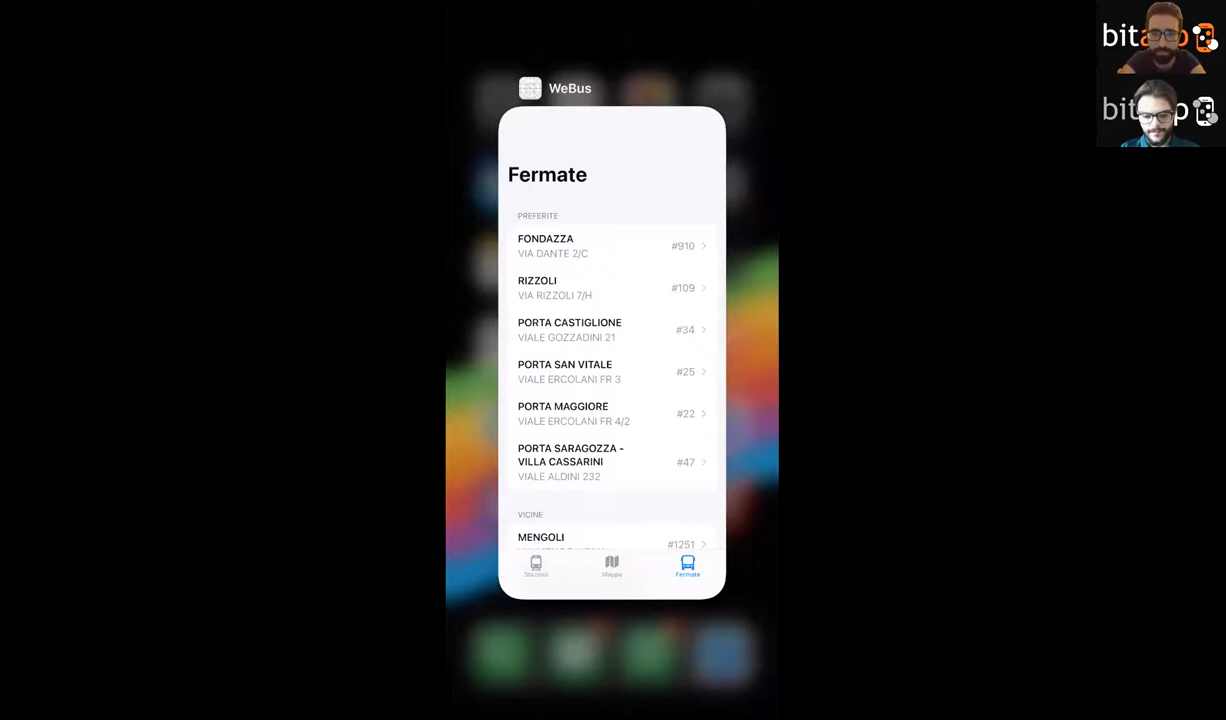 WeBus
Fermate
PREFERITE
FONDAZZA
VIA DANTE 2/C
#910
RIZZOLI
VIA RIZZOLI 7/H
#109
PORTA CASTIGLIONE
VIALE GOZZADINI 21
#34
PORTA SAN VITALE
VIALE ERCOLANI FR 3
#25
PORTA MAGGIORE
VIALE ERCOLANI FR 4/2
#22
PORTA SARAGOZZA -
VILLA CASSARINI
VIALE ALDINI 232
#47
VICINE
MENGOLI
#1251
Stazioni
Mappa
Fermate